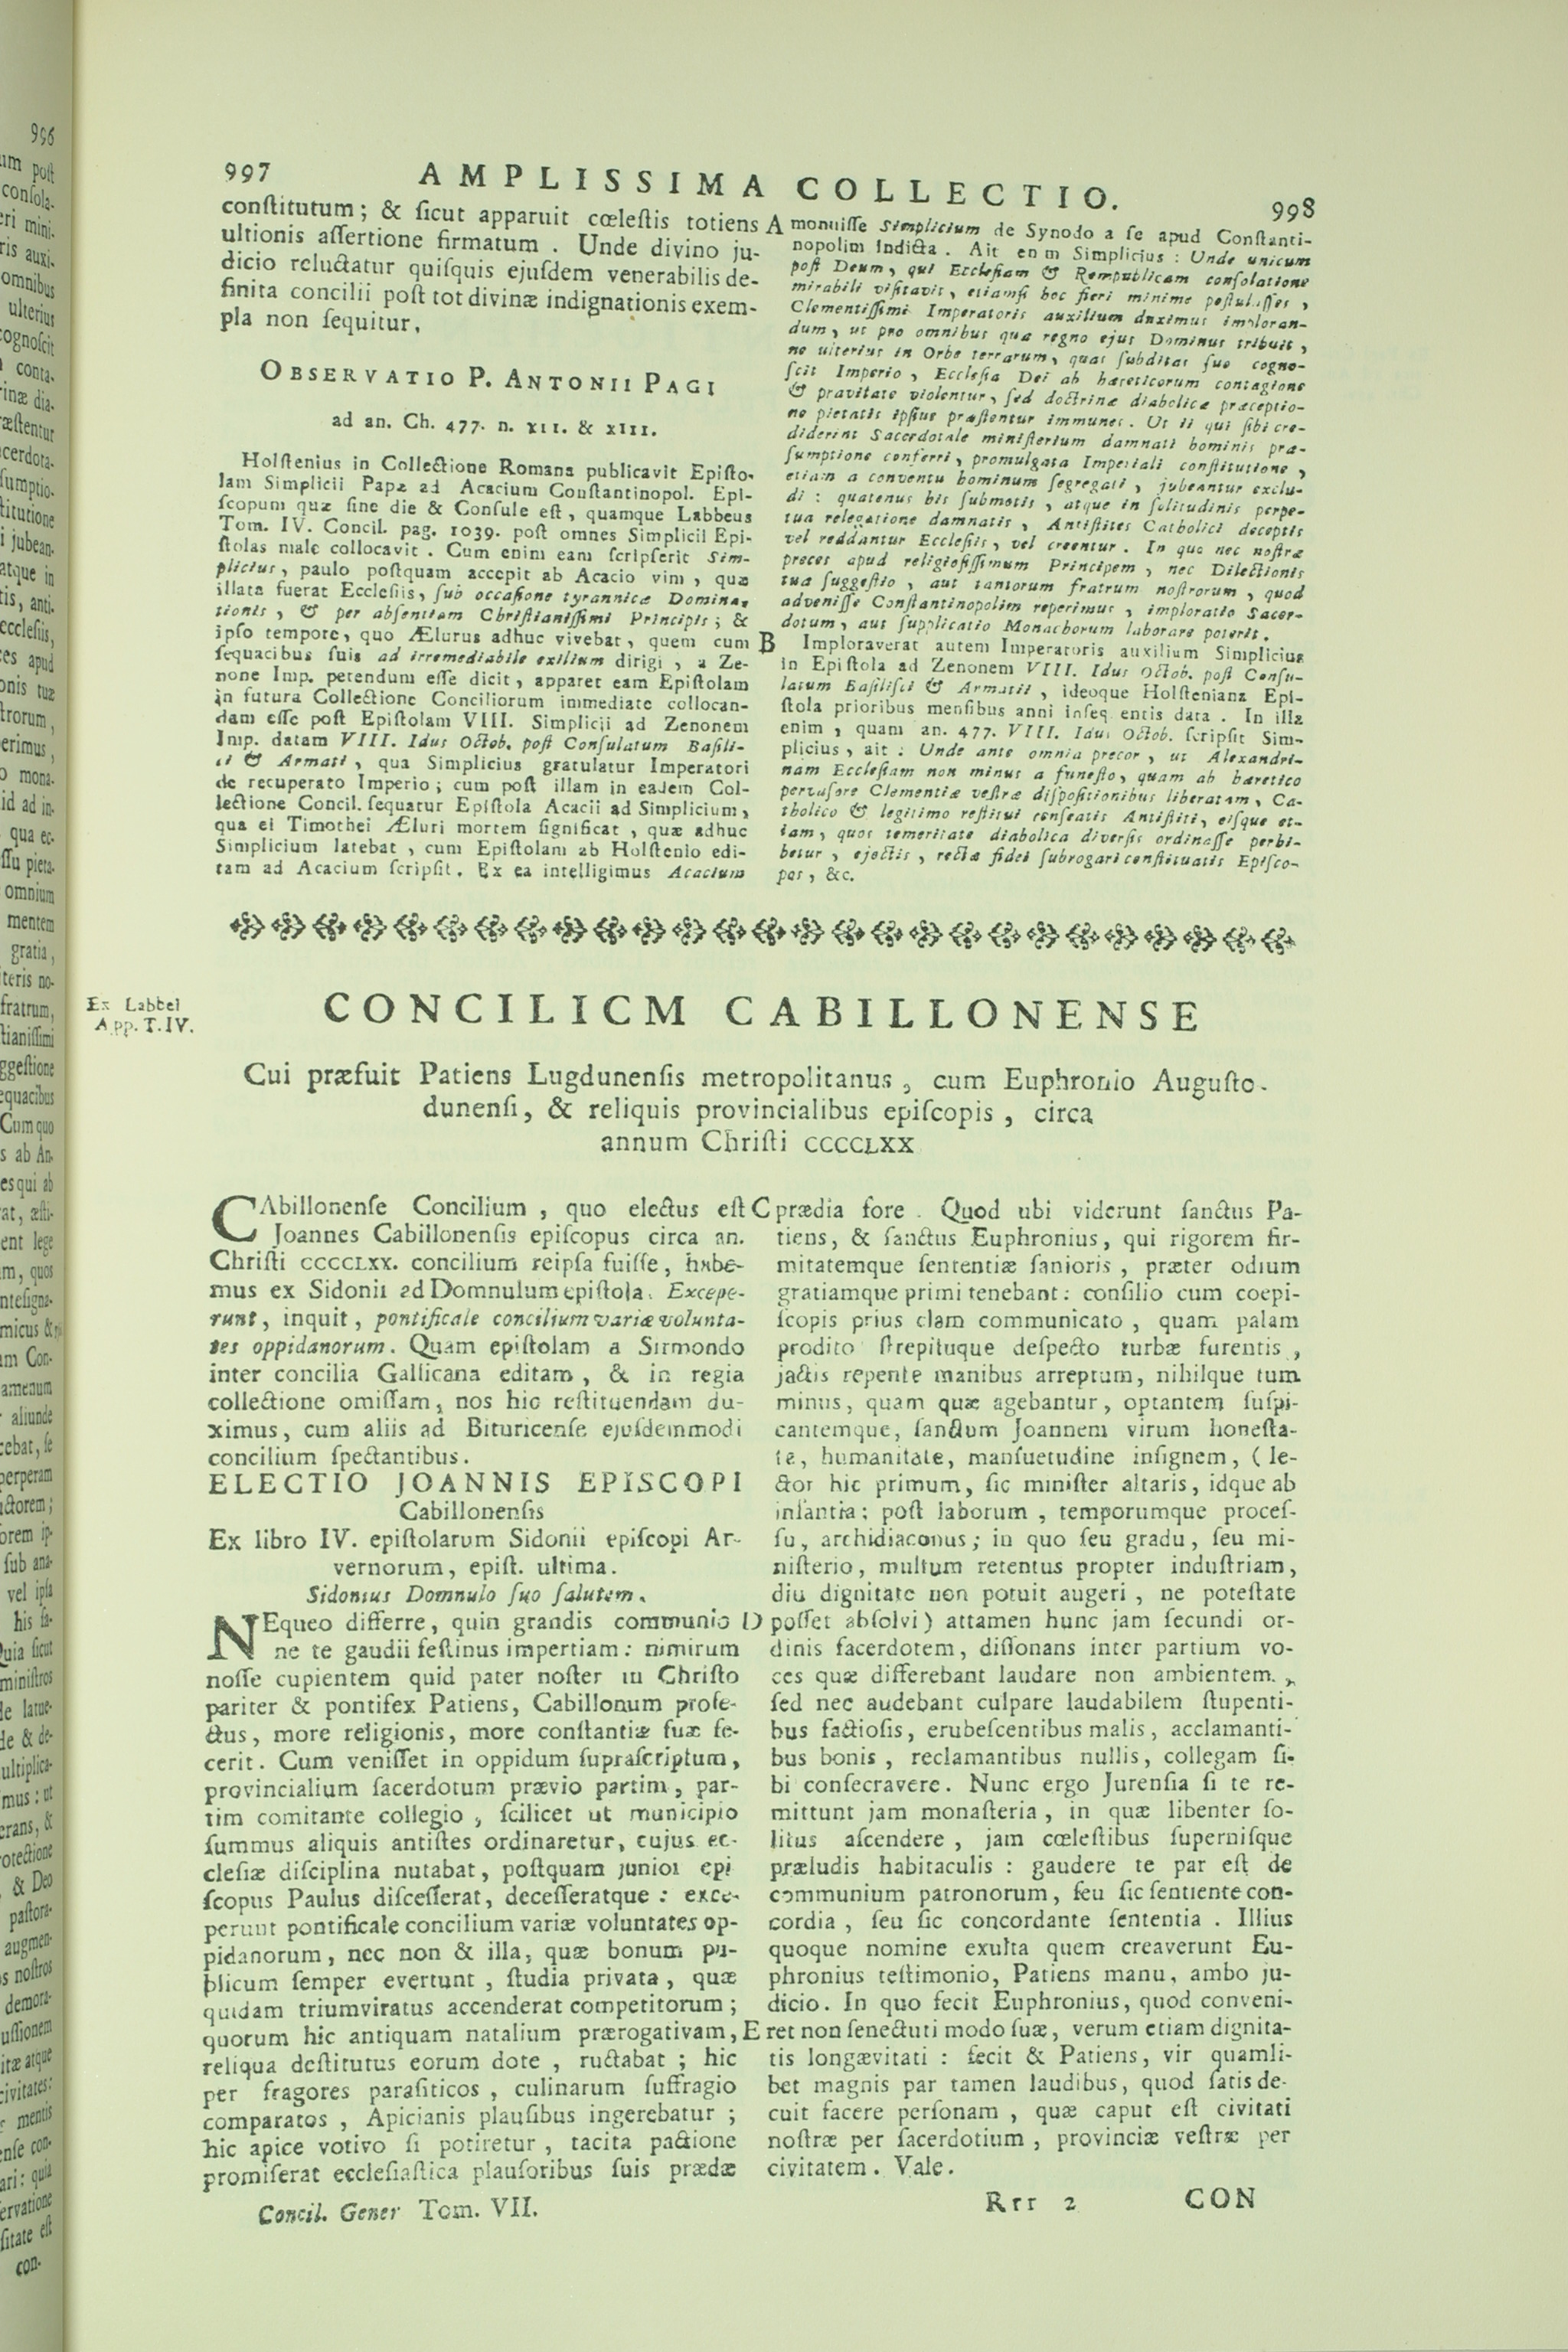 997
AMPLISSIMA COLLECTIO.
998
conſtitutum; & ſicut apparuit cœleſtis totiens
ultionis aſſertione firmatum. Unde divino ju-
dicio reluctatur quiſquis ejuſdem venerabilis de-
finita concilii poſt tot divinæ indignationis exem-
pla non ſequitur.
OBSERVATIO P. ANTONII PAGI
ad an. Ch. 477. n. XII. & XIII.
Holſtenius in Collectione Romana publicavit Epiſto-
lam Simplicii Papæ ad Acacium Conſtantinopol. Epi-
ſcopum quæ ſine die & Conſule eſt, quamque Labbeus
Tom. IV. Concil. pag. 1039. poſt omnes Simplicii Epi-
ſtolas male collocavit. Cum enim eam ſcripſerit Sim-
plicius, paulo poſtquam accepit ab Acacio vim, quæ
illata fuerat Eccleſiis, ſub occaſione tyrannicæ Domina-
tionis, & per abſentiam Chriſtianiſſimi Principis; &
ipſo tempore, quo Ælurus adhuc vivebat, quem cum
ſequacibus ſuis ad irremediabile exilium dirigi, a Ze-
none Imp. petendum eſſe dicit, apparet eam Epiſtolam
in futura Collectione Conciliorum immediate collocan-
dam eſſe poſt Epiſtolam VIII. Simplicii ad Zenonem
Imp. datam VIII. Idus Octob. poſt Conſulatum Baſili-
ci & Armati, qua Simplicius gratulatur Imperatori
de recuperato Imperio; cum poſt illam in eadem Col-
lectione Concil. ſequatur Epiſtola Acacii ad Simplicium,
qua ei Timothei Æluri mortem ſignificat, quæ adhuc
Simplicium latebat, cum Epiſtolam ab Holſtenio edi-
tam ad Acacium ſcripſit. Ex ea intelligimus Acacium
A monuiſſe Simplicium de Synodo a ſe apud Conſtanti-
nopolim Indicta. Ait en m Simplicius: Unde unicum
poſt Deum, qui Eccleſiam & Rempublicam conſolatione
mirabili viſitavit, etiamſi hoc fieri minime poſtulaſſes,
Clementiſſimi Imperatoris auxilium duximus imploran-
dum, ut pro omnibus quæ regno ejus Dominus tribuit,
ne ulterius in Orbe terrarum, quas ſubditas ſuo cogno-
ſcit Imperio, Eccleſia Dei ab hæreticorum contagione
& pravitate violentur, ſed doctrinæ diabolicæ præceptio-
ne pietatis ipſius præſtentur immunes. Ut ii qui ſibi cre-
diderint Sacerdotale miniſterium damnati hominis præ-
ſumptione conferri, promulgata Imperiali conſtitutione,
etiam a conventu hominum ſegregati, jubeantur exclu-
di: quatenus his ſubmotis, atque in ſolitudinis perpe-
tua relegatione damnatis, Antiſtites Catholici deceptis
vel reddantur Eccleſiis, vel creentur. In quo nec noſtræ
preces apud religioſiſſimum Principem, nec Dilectionis
tua ſuggeſtio, aut tantorum fratrum noſtrorum, quod
adveniſſe Conſtantinopolim reperimus, imploratio Sacer-
dotum, aut ſupplicatio Monachorum laborare poterit.
B Imploraverat autem Imperatoris auxilium Simplicius
in Epiſtola ad Zenonem VIII. Idus Octob. poſt Conſu-
latum Baſiliſci & Armatii, ideoque Holſteniana Epi-
ſtola prioribus menſibus anni inſeq entis data. In illa
enim, quam an. 477. VIII. Idus Octob. ſcripſit Sim-
plicius, ait: Unde ante omnia precor, ut Alexandri-
nam Eccleſiam non minus a funeſto, quam ab hæretico
pervaſore Clementiæ veſtræ diſpoſitionibus liberatam, Ca-
tholico & legitimo reſtitui cenſeatis Antiſtiti, eiſque et-
iam, quos temeritate diabolica diverſis ordinaſſe perhi-
betur, ejectis, rectæ fidei ſubrogari conſtituatis Epiſco-
pos, &c.
Ex Labbel
App. T. IV.
CONCILICM CABILLONENSE
Cui præfuit Patiens Lugdunenſis metropolitanus, cum Euphronio Auguſto-
dunenſi, & reliquis provincialibus epiſcopis, circa
annum Chriſti CCCCLXX
CAbillonenſe Concilium, quo electus eſt
Joannes Cabillonenſis epiſcopus circa an.
Chriſti CCCCLXX. concilium reipſa fuiſſe, habe-
mus ex Sidonii ad Domnulum epiſtola. Excepe-
runt, inquit, pontificale concilium variæ volunta-
tes oppidanorum. Quam epiſtolam a Sirmondo
inter concilia Gallicana editam, & in regia
collectione omiſſam, nos hic reſtituendam du-
ximus, cum aliis ad Bituricenſe ejuſdemmodi
concilium ſpectantibus.
ELECTIO JOANNIS EPISCOPI
Cabillonenſis
Ex libro IV. epiſtolarum Sidonii epiſcopi Ar-
vernorum, epiſt. ultima.
Sidonius Domnulo ſuo ſalutem.
NEqueo differre, quin grandis communio
ne te gaudii feſtinus impertiam: nimirum
noſſe cupientem quid pater noſter in Chriſto
pariter & pontifex Patiens, Cabillonum profe-
ctus, more religionis, more conſtantiæ ſuæ fe-
cerit. Cum veniſſet in oppidum ſupraſcriptum,
provincialium ſacerdotum prævio partim, par-
tim comitante collegio, ſcilicet ut municipio
ſummus aliquis antiſtes ordinaretur, cujus ec-
cleſiæ diſciplina nutabat, poſtquam junior epi
ſcopus Paulus diſceſſerat, deceſſeratque: exce-
perunt pontificale concilium variæ voluntates op-
pidanorum, nec non & illa, quæ bonum pu-
blicum ſemper evertunt, ſtudia privata, quæ
quidam triumviratus accenderat competitorum;
quorum hic antiquam natalium prærogativam,
reliqua deſtitutus eorum dote, ructabat; hic
per fragores paraſiticos, culinarum ſuffragio
comparatos, Apicianis plauſibus ingerebatur;
hic apice votivo ſi potiretur, tacita pactione
promiſerat eccleſiaſtica plauſoribus ſuis prædæ
C prædia fore. Quod ubi viderunt ſanctus Pa-
tiens, & ſanctus Euphronius, qui rigorem fir-
mitatemque ſententiæ ſanioris, præter odium
gratiamque primi tenebant: conſilio cum coepi-
ſcopis prius clam communicato, quam palam
prodito ſtrepituque deſpecto turbæ furentis,
jactis repente manibus arreptum, nihilque tum
minus, quam quæ agebantur, optantem ſuſpi-
cantemque, ſanctum Joannem virum honeſta-
te, humanitate, manſuetudine inſignem, (le-
ctor hic primum, ſic miniſter altaris, idque ab
infantia; poſt laborum, temporumque proceſ-
ſu, archidiaconus; in quo ſeu gradu, ſeu mi-
niſterio, multum retentus propter induſtriam,
diu dignitate non potuit augeri, ne poteſtate
D poſſet abſolvi) attamen hunc jam ſecundi or-
dinis ſacerdotem, diſſonans inter partium vo-
ces quæ differebant laudare non ambientem,
ſed nec audebant culpare laudabilem ſtupenti-
bus factioſis, erubeſcentibus malis, acclamanti-
bus bonis, reclamantibus nullis, collegam ſi-
bi conſecravere. Nunc ergo Jurenſia ſi te re-
mittunt jam monaſteria, in quæ libenter ſo-
litus aſcendere, jam cœleſtibus ſuperniſque
præludis habitaculis: gaudere te par eſt de
communium patronorum, ſeu ſic ſentiente con-
cordia, ſeu ſic concordante ſententia. Illius
quoque nomine exulta quem creaverunt Eu-
phronius teſtimonio, Patiens manu, ambo ju-
dicio. In quo fecit Euphronius, quod conveni-
E ret non ſenectuti modo ſuæ, verum etiam dignita-
tis longævitati: fecit & Patiens, vir quamli-
bet magnis par tamen laudibus, quod ſatis de-
cuit facere perſonam, quæ caput eſt civitati
noſtræ per ſacerdotium, provinciæ veſtræ per
civitatem. Vale.
Concil. Gener Tom. VII.
Rrr 2
CON